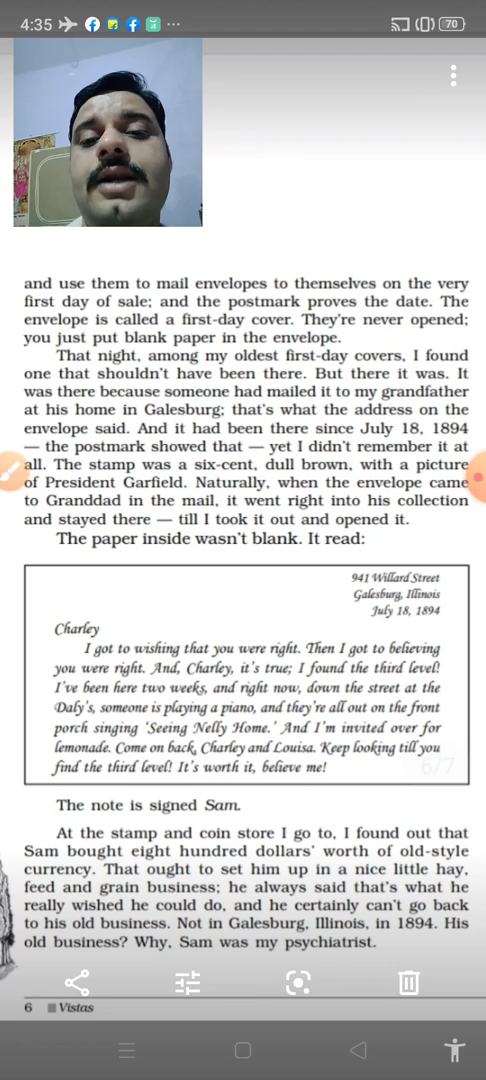 4:35
70
and use them to mail envelopes to themselves on the very
first day of sale; and the postmark proves the date. The
envelope is called a first-day cover. They're never opened;
you just put blank paper in the envelope.
That night, among my oldest first-day covers, I found
one that shouldn't have been there. But there it was. It
was there because someone had mailed it to my grandfather
at his home in Galesburg; that's what the address on the
envelope said. And it had been there since July 18, 1894
— the postmark showed that — yet I didn't remember it at
all. The stamp was a six-cent, dull brown, with a picture
of President Garfield. Naturally, when the envelope came
to Granddad in the mail, it went right into his collection
and stayed there — till I took it out and opened it.
The paper inside wasn't blank. It read:
941 Willard Street
Galesburg, Illinois
July 18, 1894
Charley
I got to wishing that you were right. Then I got to believing
you were right. And, Charley, it's true; I found the third level!
I've been here two weeks, and right now, down the street at the
Daly's, someone is playing a piano, and they're all out on the front
porch singing 'Seeing Nelly Home.' And I'm invited over for
lemonade. Come on back, Charley and Louisa. Keep looking till you
find the third level! It's worth it, believe me!
6/7
The note is signed Sam.
At the stamp and coin store I go to, I found out that
Sam bought eight hundred dollars' worth of old-style
currency. That ought to set him up in a nice little hay,
feed and grain business; he always said that's what he
really wished he could do, and he certainly can't go back
to his old business. Not in Galesburg, Illinois, in 1894. His
old business? Why, Sam was my psychiatrist.
6 Vistas